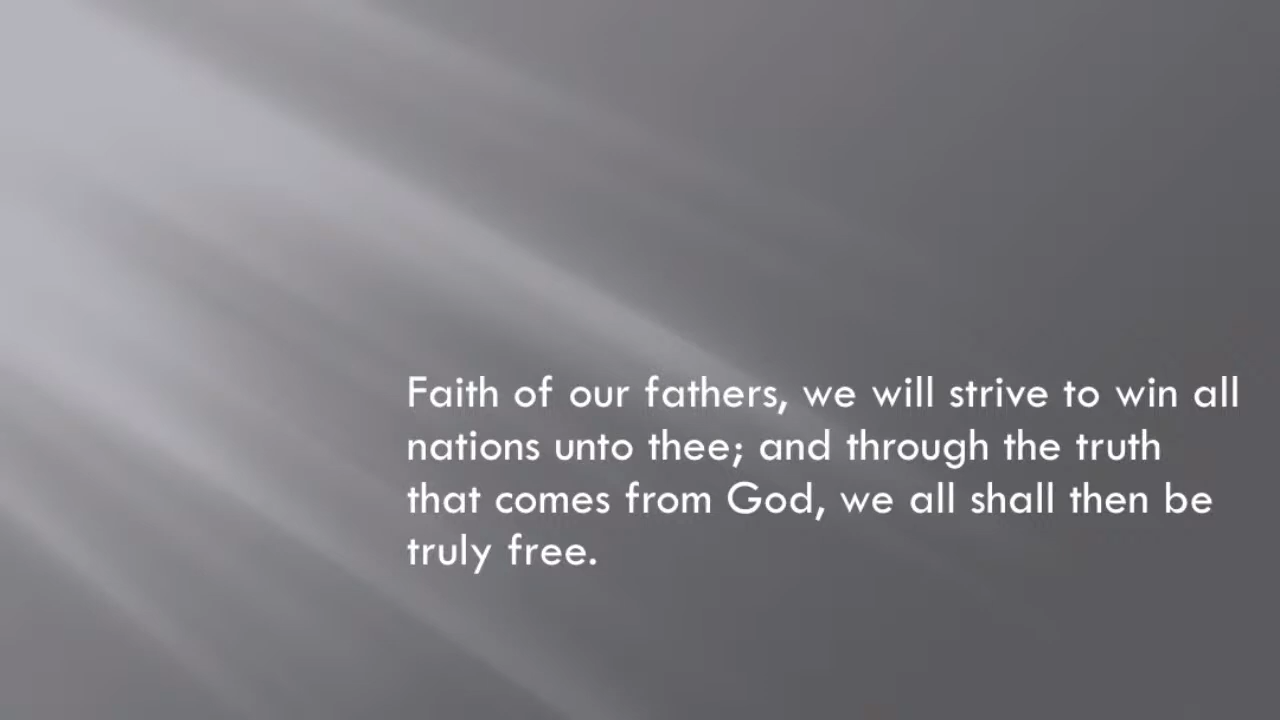 Faith of our fathers, we will strive to win all
nations unto thee; and through the truth
that comes from God, we all shall then be
truly free.